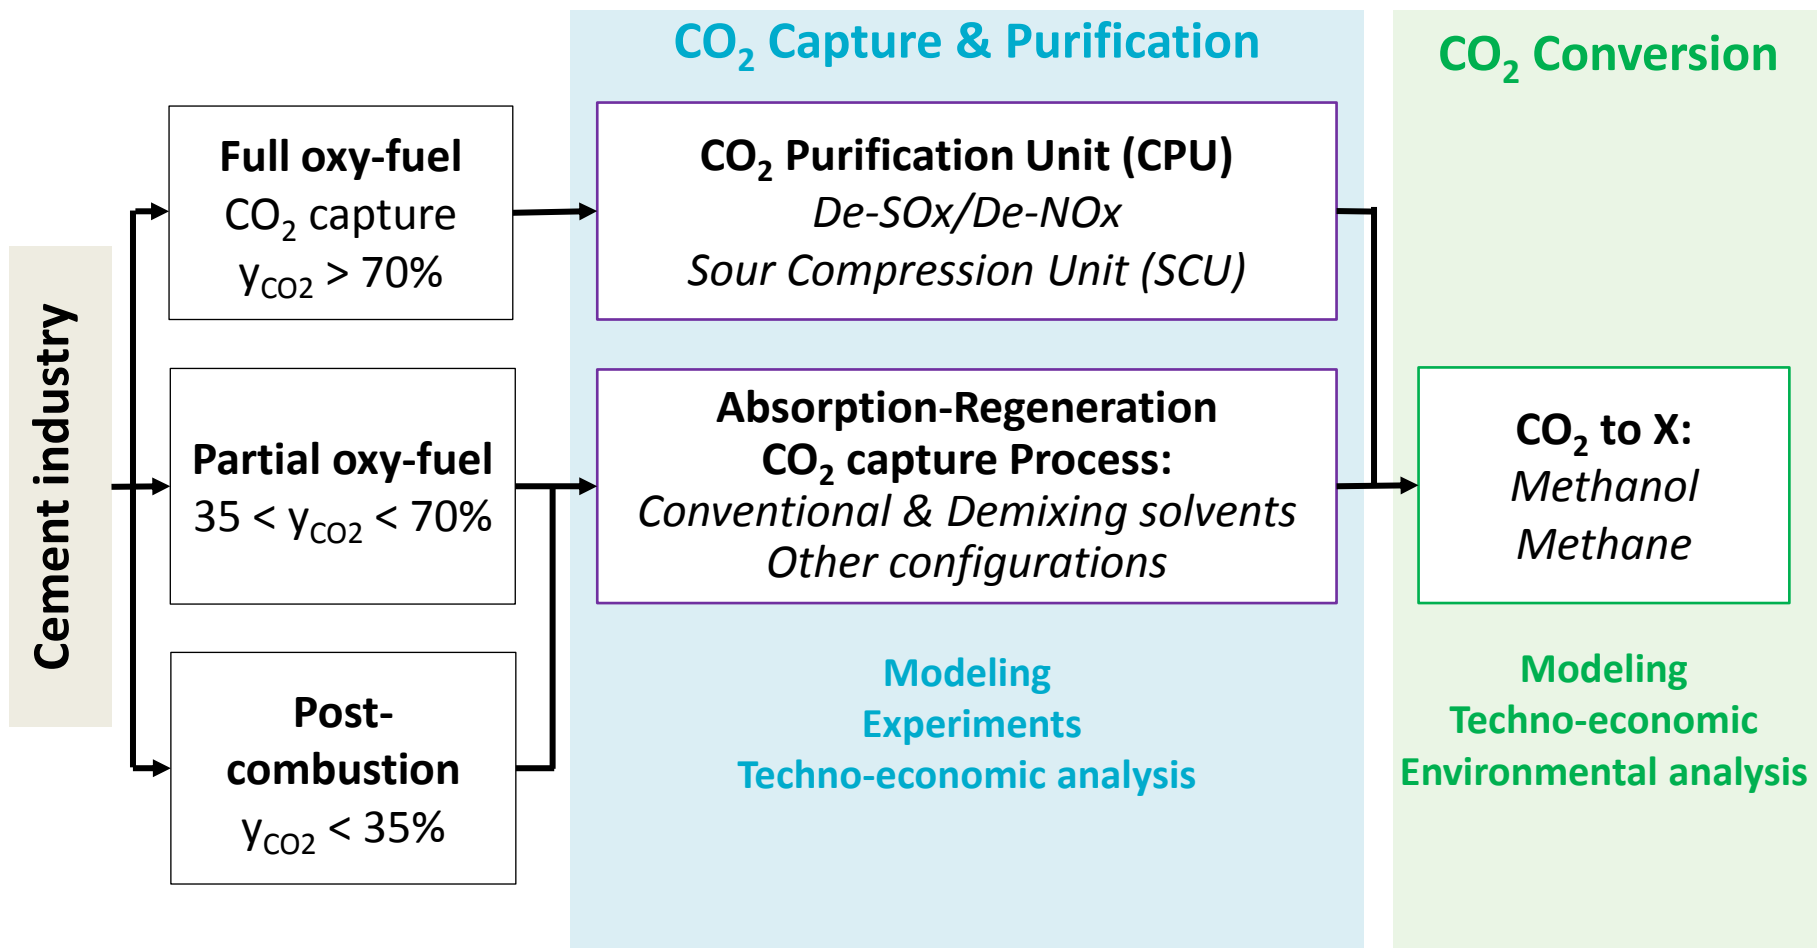 CO₂ Capture & Purification
CO₂ Conversion
Cement industry
Full oxy-fuel
CO₂ capture
yCO2 > 70%
CO₂ Purification Unit (CPU)
De-SOx/De-NOx
Sour Compression Unit (SCU)
Partial oxy-fuel
35 < yCO2 < 70%
Absorption-Regeneration
CO₂ capture Process:
Conventional & Demixing solvents
Other configurations
CO₂ to X:
Methanol
Methane
Post-
combustion
yCO2 < 35%
Modeling
Experiments
Techno-economic analysis
Modeling
Techno-economic
Environmental analysis